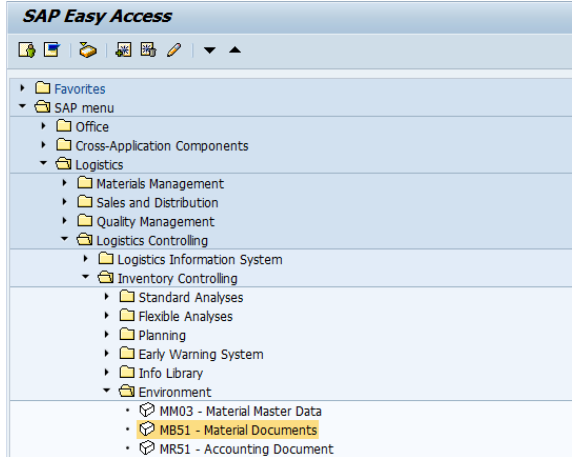 SAP Easy Access
Favorites
SAP menu
Office
Cross-Application Components
Logistics
Materials Management
Sales and Distribution
Quality Management
Logistics Controlling
Logistics Information System
Inventory Controlling
Standard Analyses
Flexible Analyses
Planning
Early Warning System
Info Library
Environment
MM03 - Material Master Data
MB51 - Material Documents
MR51 - Accounting Document